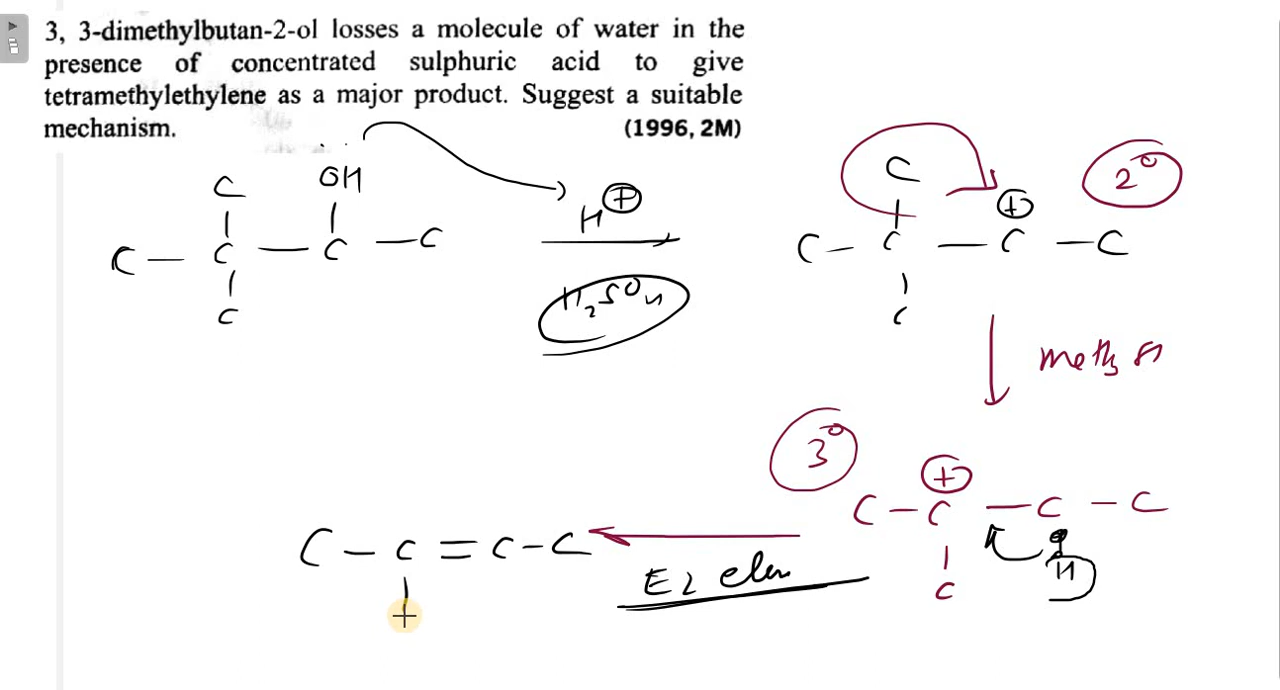 3, 3-dimethylbutan-2-ol losses a molecule of water in the
presence of concentrated sulphuric acid to give
tetramethylethylene as a major product. Suggest a suitable
mechanism. (1996, 2M)
C OH C ⊕ 2°
| | |
C — C — C — C H⊕ C — C — C — C
| H₂SO₄ |
C C
meth
3° ⊕
C — C — C — C
| H
C
C — C = C - C
E2 elem
|